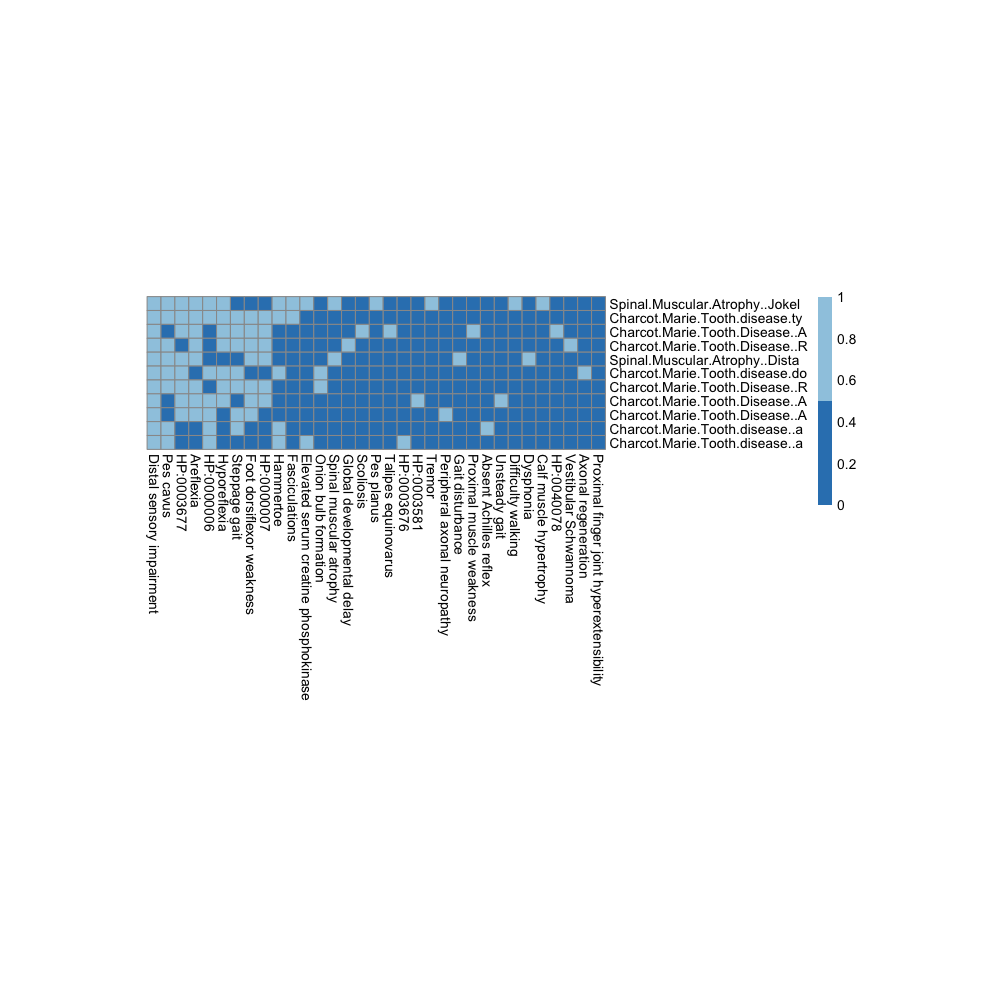 Spinal.Muscular.Atrophy..Jokel
Charcot.Marie.Tooth.disease.ty
Charcot.Marie.Tooth.Disease..A
Charcot.Marie.Tooth.Disease..R
Spinal.Muscular.Atrophy..Dista
Charcot.Marie.Tooth.disease.do
Charcot.Marie.Tooth.Disease..R
Charcot.Marie.Tooth.Disease..A
Charcot.Marie.Tooth.Disease..A
Charcot.Marie.Tooth.disease..a
Charcot.Marie.Tooth.disease..a
1
0.8
0.6
0.4
0.2
0
Distal sensory impairment
Pes cavus
HP:0003677
Areflexia
HP:0000006
Hyporeflexia
Steppage gait
Foot dorsiflexor weakness
HP:0000007
Hammertoe
Fasciculations
Elevated serum creatine phosphokinase
Onion bulb formation
Spinal muscular atrophy
Global developmental delay
Scoliosis
Pes planus
Talipes equinovarus
HP:0003676
HP:0003581
Tremor
Peripheral axonal neuropathy
Gait disturbance
Proximal muscle weakness
Absent Achilles reflex
Unsteady gait
Difficulty walking
Dysphonia
Calf muscle hypertrophy
HP:0040078
Vestibular Schwannoma
Axonal regeneration
Proximal finger joint hyperextensibility